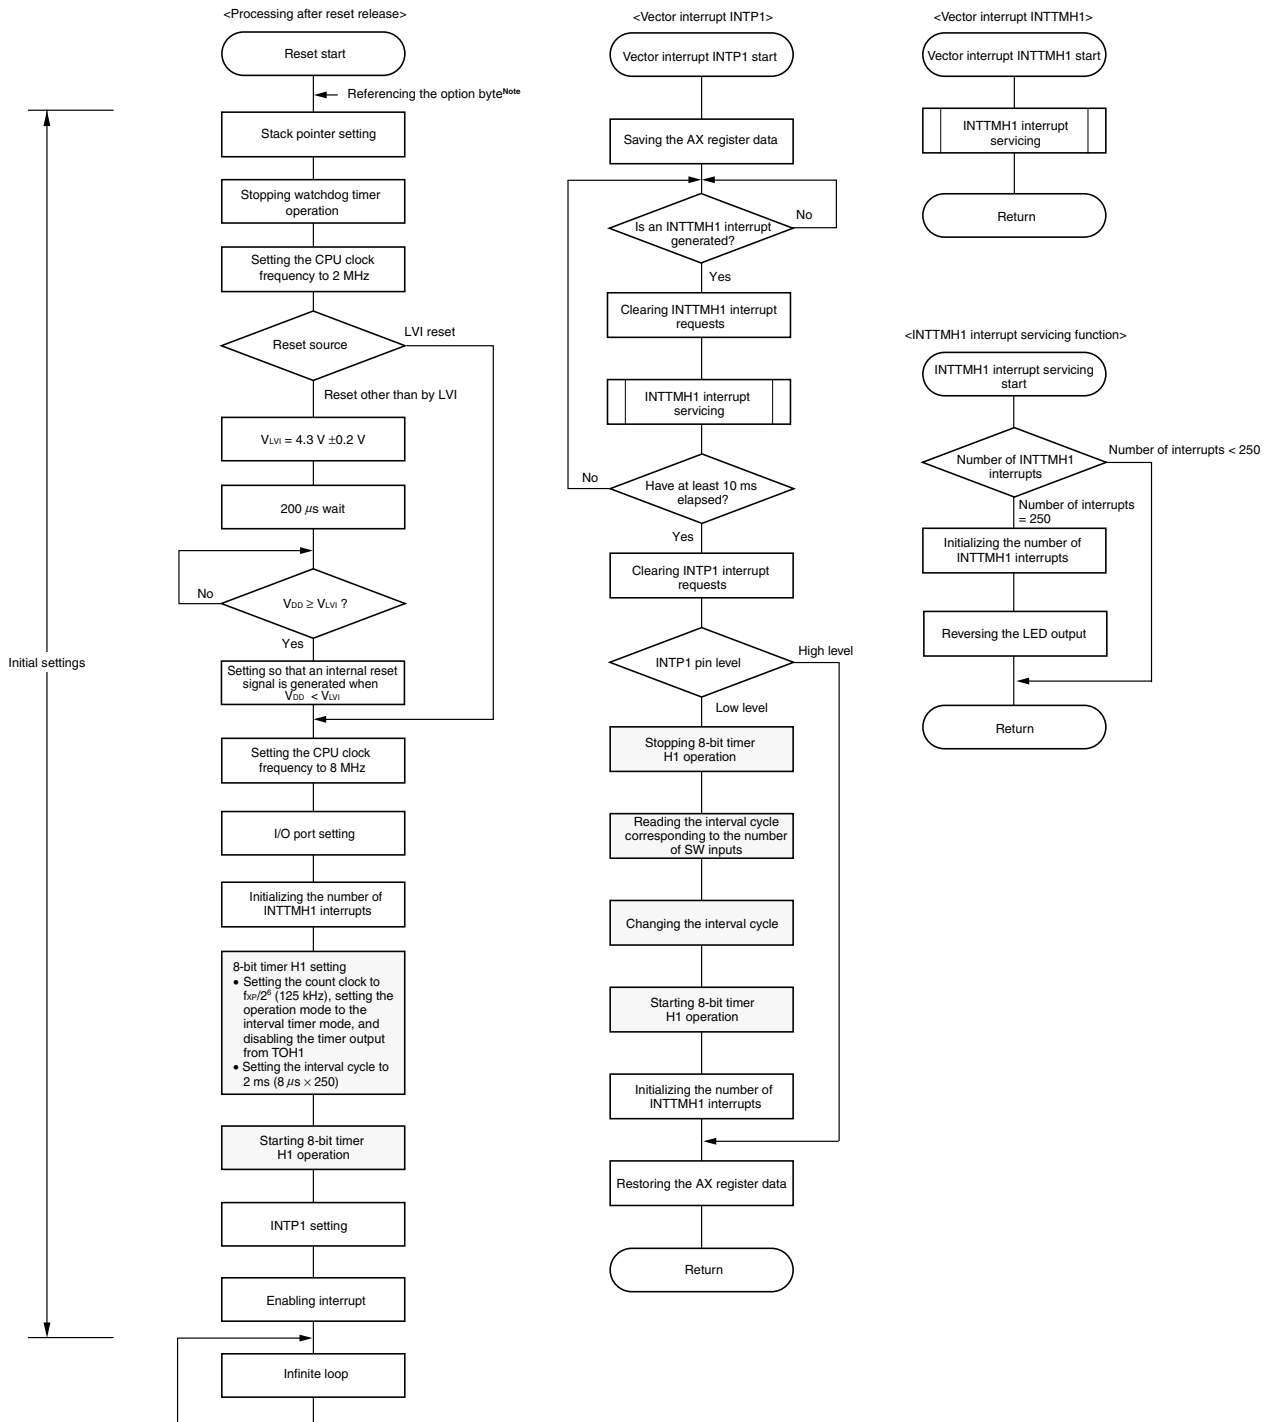 <Processing after reset release>
Reset start
Referencing the option byteNote
Stack pointer setting
Stopping watchdog timer
operation
Setting the CPU clock
frequency to 2 MHz
Reset source
LVI reset
Reset other than by LVI
VLVI = 4.3 V ±0.2 V
200 μs wait
VDD ≥ VLVI ?
No
Yes
Setting so that an internal reset
signal is generated when
VDD < VLVI
Initial settings
Setting the CPU clock
frequency to 8 MHz
I/O port setting
Initializing the number of
INTTMH1 interrupts
8-bit timer H1 setting
• Setting the count clock to
fXP/2⁶ (125 kHz), setting the
operation mode to the
interval timer mode, and
disabling the timer output
from TOH1
• Setting the interval cycle to
2 ms (8 μs × 250)
Starting 8-bit timer
H1 operation
INTP1 setting
Enabling interrupt
Infinite loop
<Vector interrupt INTP1>
Vector interrupt INTP1 start
Saving the AX register data
Is an INTTMH1 interrupt
generated?
No
Yes
Clearing INTTMH1 interrupt
requests
INTTMH1 interrupt
servicing
Have at least 10 ms
elapsed?
No
Yes
Clearing INTP1 interrupt
requests
INTP1 pin level
High level
Low level
Stopping 8-bit timer
H1 operation
Reading the interval cycle
corresponding to the number
of SW inputs
Changing the interval cycle
Starting 8-bit timer
H1 operation
Initializing the number of
INTTMH1 interrupts
Restoring the AX register data
Return
<Vector interrupt INTTMH1>
Vector interrupt INTTMH1 start
INTTMH1 interrupt
servicing
Return
<INTTMH1 interrupt servicing function>
INTTMH1 interrupt servicing
start
Number of INTTMH1
interrupts
Number of interrupts < 250
Number of interrupts
= 250
Initializing the number of
INTTMH1 interrupts
Reversing the LED output
Return